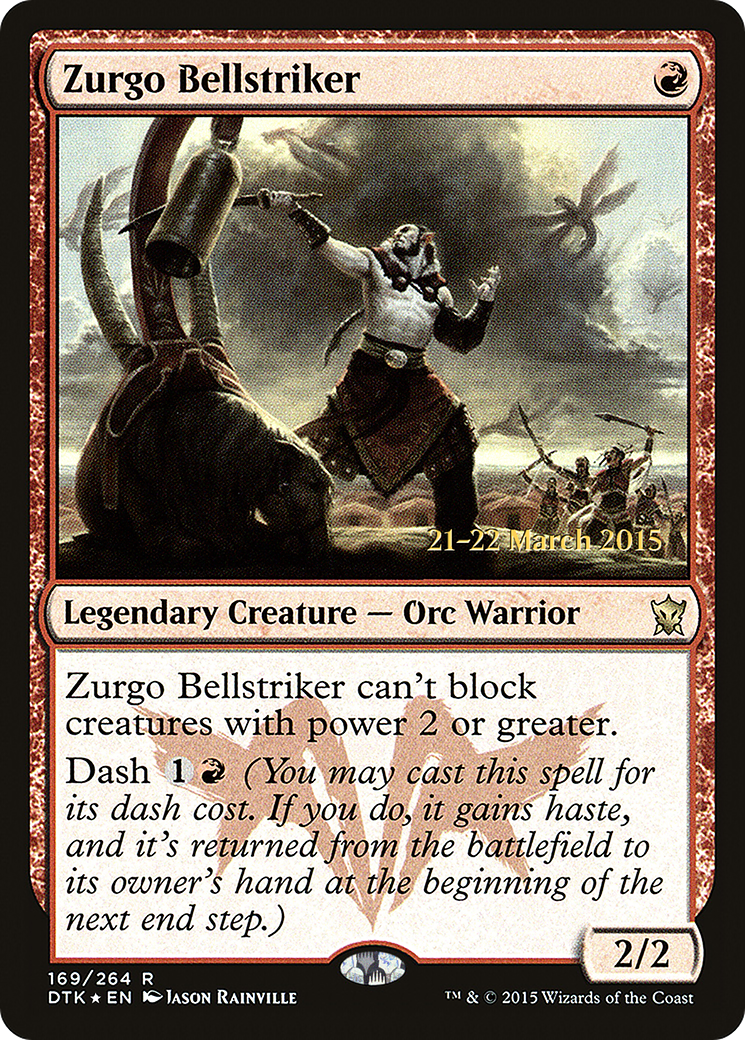 Zurgo Bellstriker
21–22 March 2015
Legendary Creature — Orc Warrior
Zurgo Bellstriker can't block
creatures with power 2 or greater.
Dash 1 (You may cast this spell for
its dash cost. If you do, it gains haste,
and it's returned from the battlefield to
its owner's hand at the beginning of the
next end step.)
2/2
169/264 R
DTK ★ EN Jason Rainville
™ & © 2015 Wizards of the Coast